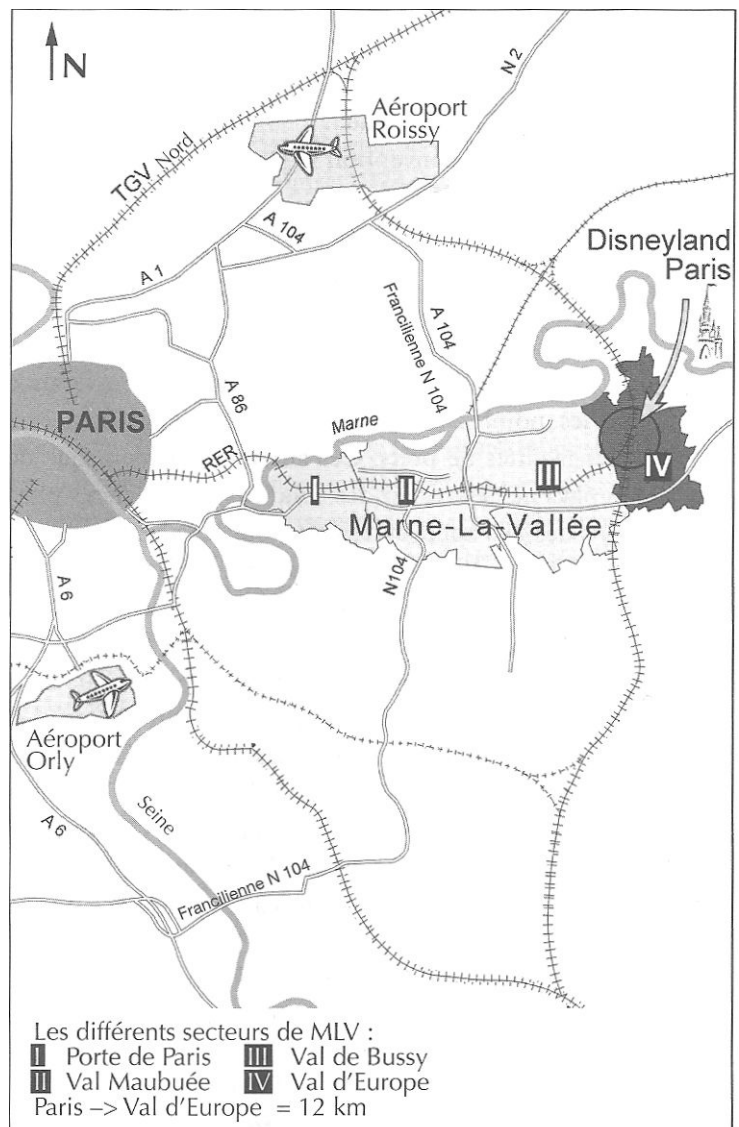 N
N 2
Aéroport
Roissy
TGV Nord
A 104
A 1
Disneyland
Paris
Francilienne N 104
A 104
A 86
PARIS
Marne
RER
I
II
III
IV
Marne-La-Vallée
A 6
N104
Aéroport
Orly
Seine
A 6
Francilienne N 104
Les différents secteurs de MLV :
I Porte de Paris III Val de Bussy
II Val Maubuée IV Val d'Europe
Paris –> Val d'Europe = 12 km